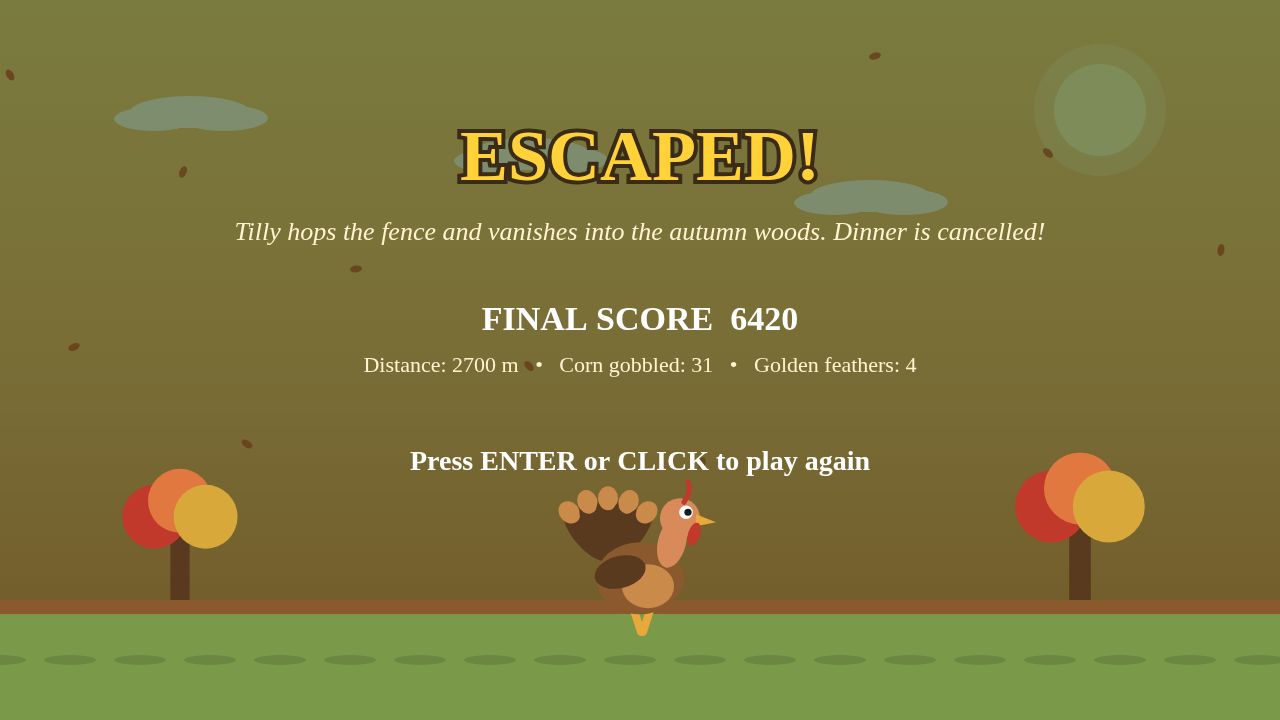 ESCAPED!
Tilly hops the fence and vanishes into the autumn woods. Dinner is cancelled!
FINAL SCORE 6420
Distance: 2700 m • Corn gobbled: 31 • Golden feathers: 4
Press ENTER or CLICK to play again